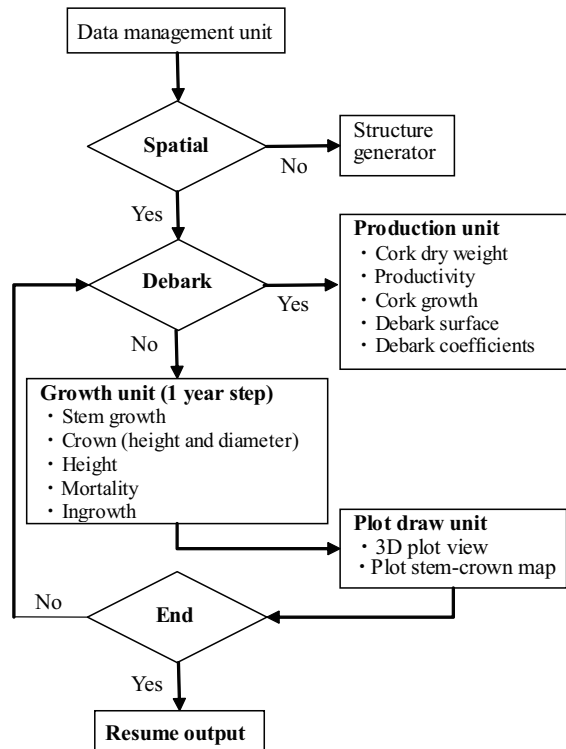 Data management unit
Spatial
No
Structure
generator
Yes
Debark
Yes
Production unit
· Cork dry weight
· Productivity
· Cork growth
· Debark surface
· Debark coefficients
No
Growth unit (1 year step)
· Stem growth
· Crown (height and diameter)
· Height
· Mortality
· Ingrowth
Plot draw unit
· 3D plot view
· Plot stem-crown map
No
End
Yes
Resume output